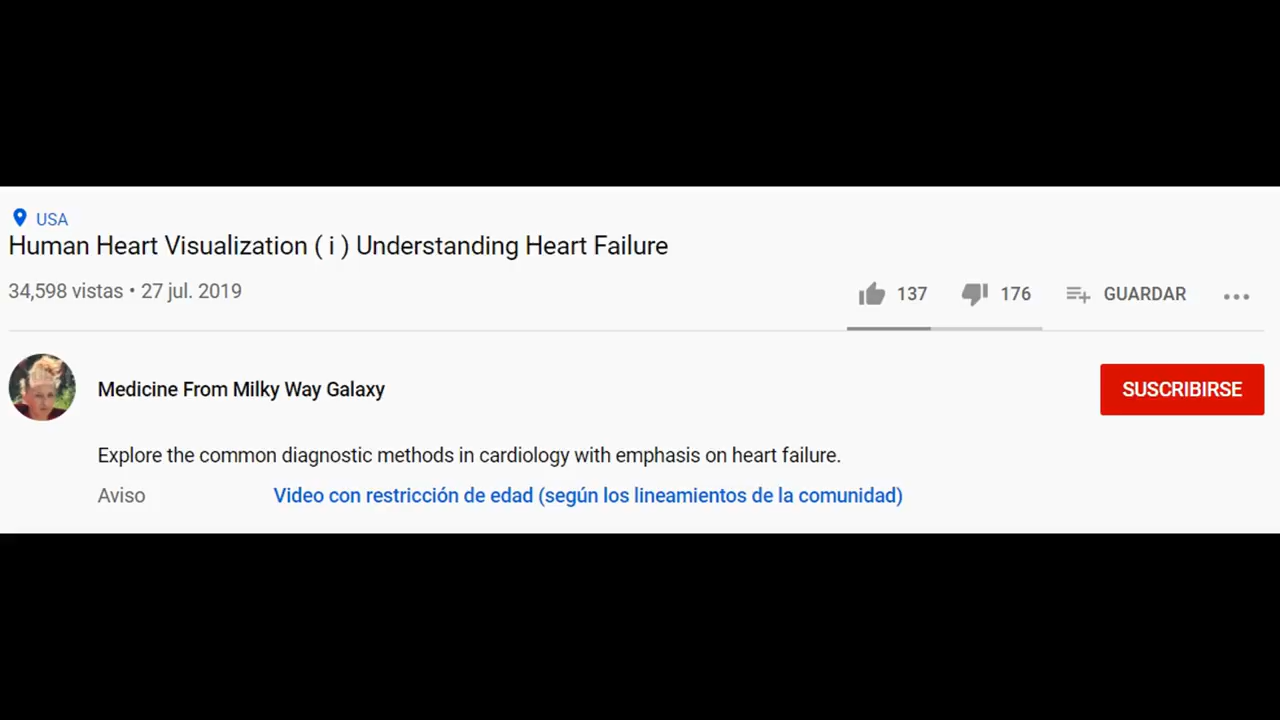 USA
Human Heart Visualization ( i ) Understanding Heart Failure
34,598 vistas • 27 jul. 2019
137 176 GUARDAR
Medicine From Milky Way Galaxy
SUSCRIBIRSE
Explore the common diagnostic methods in cardiology with emphasis on heart failure.
Aviso Video con restricción de edad (según los lineamientos de la comunidad)